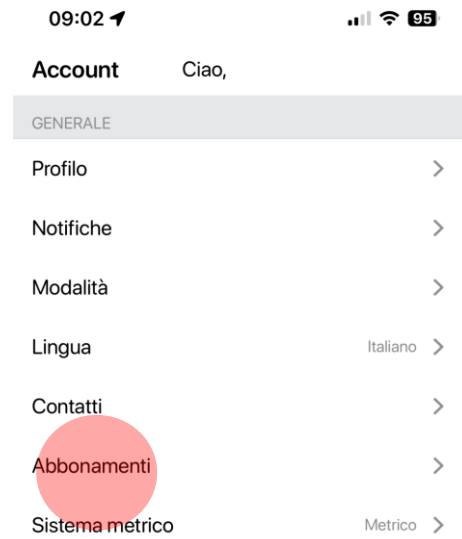 09:02 95
Account Ciao,
GENERALE
Profilo
Notifiche
Modalità
Lingua Italiano
Contatti
Abbonamenti
Sistema metrico Metrico